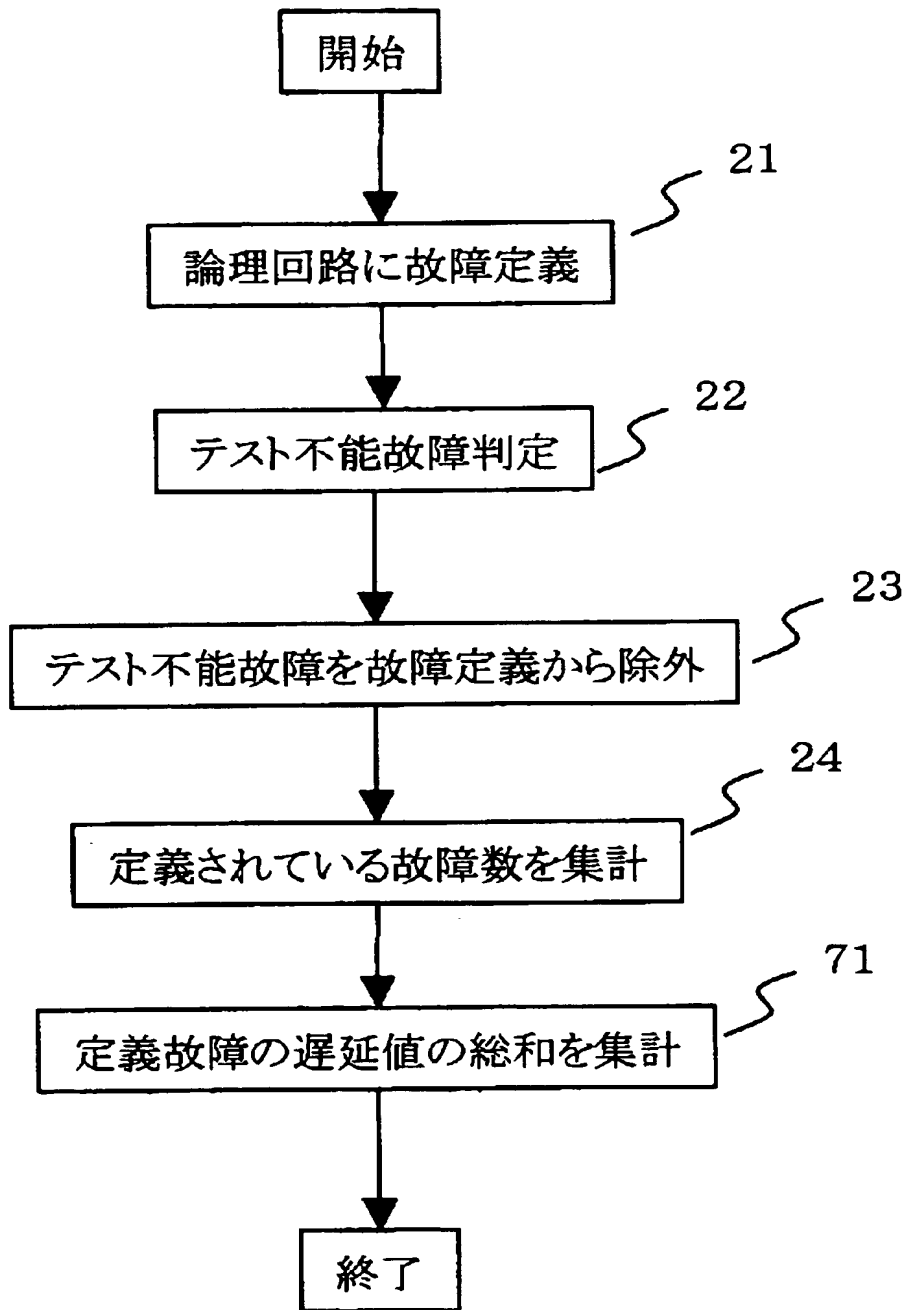 開始
21
論理回路に故障定義
22
テスト不能故障判定
23
テスト不能故障を故障定義から除外
24
定義されている故障数を集計
71
定義故障の遅延値の総和を集計
終了